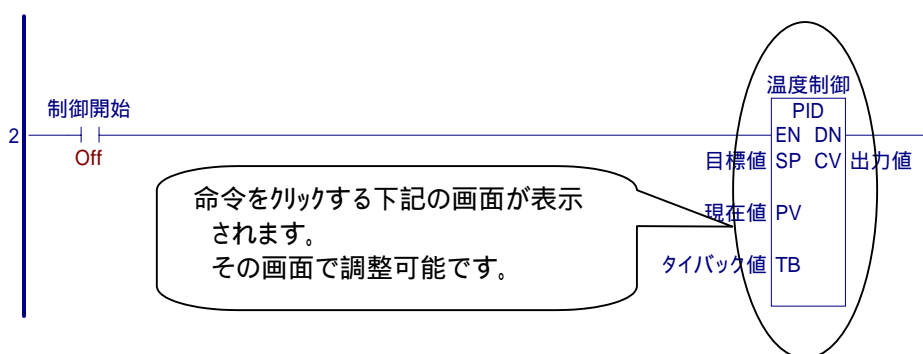 温度制御
制御開始
PID
2
EN DN
Off
目標値 SP CV 出力値
命令をｸﾘｯｸする下記の画面が表示
されます。
その画面で調整可能です。
現在値 PV
タイバック値 TB